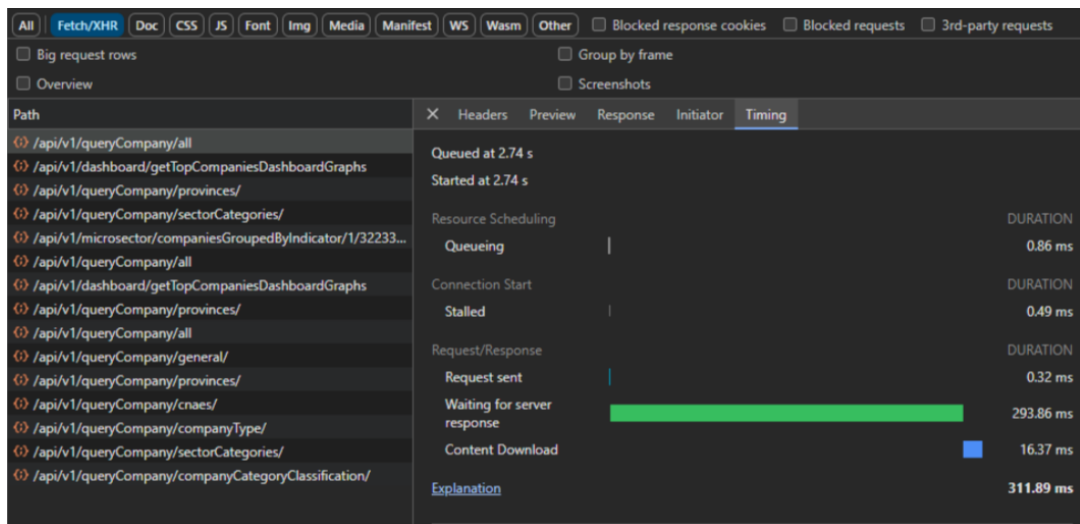 All Fetch/XHR Doc CSS JS Font Img Media Manifest WS Wasm Other Blocked response cookies Blocked requests 3rd-party requests
Big request rows Group by frame
Overview Screenshots
Path
/api/v1/queryCompany/all
/api/v1/dashboard/getTopCompaniesDashboardGraphs
/api/v1/queryCompany/provinces/
/api/v1/queryCompany/sectorCategories/
/api/v1/microsector/companiesGroupedByIndicator/1/32233...
/api/v1/queryCompany/all
/api/v1/dashboard/getTopCompaniesDashboardGraphs
/api/v1/queryCompany/provinces/
/api/v1/queryCompany/all
/api/v1/queryCompany/general/
/api/v1/queryCompany/provinces/
/api/v1/queryCompany/cnaes/
/api/v1/queryCompany/companyType/
/api/v1/queryCompany/sectorCategories/
/api/v1/queryCompany/companyCategoryClassification/
Headers Preview Response Initiator Timing
Queued at 2.74 s
Started at 2.74 s
Resource Scheduling DURATION
Queueing 0.86 ms
Connection Start DURATION
Stalled 0.49 ms
Request/Response DURATION
Request sent 0.32 ms
Waiting for server
response 293.86 ms
Content Download 16.37 ms
Explanation 311.89 ms